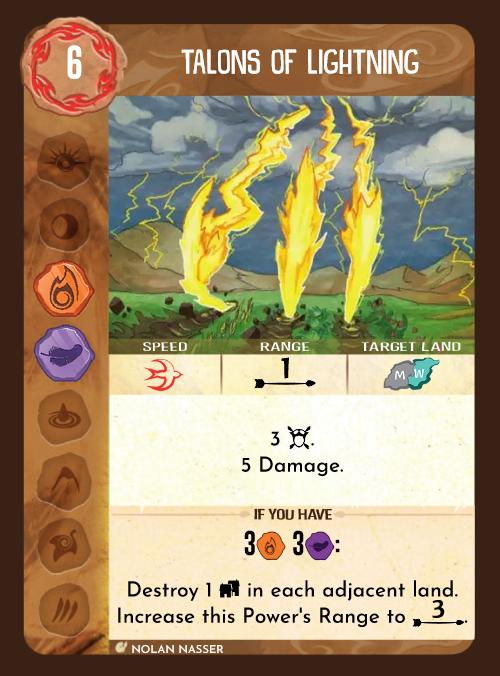 6
TALONS OF LIGHTNING
SPEED RANGE TARGET LAND
1 M W
3 .
5 Damage.
IF YOU HAVE
3 3 :
Destroy 1 in each adjacent land.
Increase this Power's Range to 3.
NOLAN NASSER